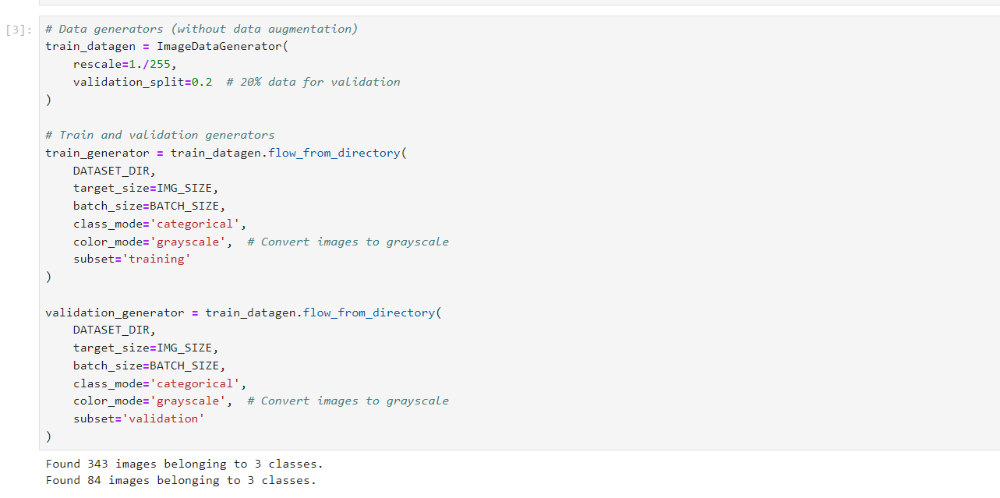 [3]:
# Data generators (without data augmentation)
train_datagen = ImageDataGenerator(
    rescale=1./255,
    validation_split=0.2  # 20% data for validation
)

# Train and validation generators
train_generator = train_datagen.flow_from_directory(
    DATASET_DIR,
    target_size=IMG_SIZE,
    batch_size=BATCH_SIZE,
    class_mode='categorical',
    color_mode='grayscale',  # Convert images to grayscale
    subset='training'
)

validation_generator = train_datagen.flow_from_directory(
    DATASET_DIR,
    target_size=IMG_SIZE,
    batch_size=BATCH_SIZE,
    class_mode='categorical',
    color_mode='grayscale',  # Convert images to grayscale
    subset='validation'
)
Found 343 images belonging to 3 classes.
Found 84 images belonging to 3 classes.